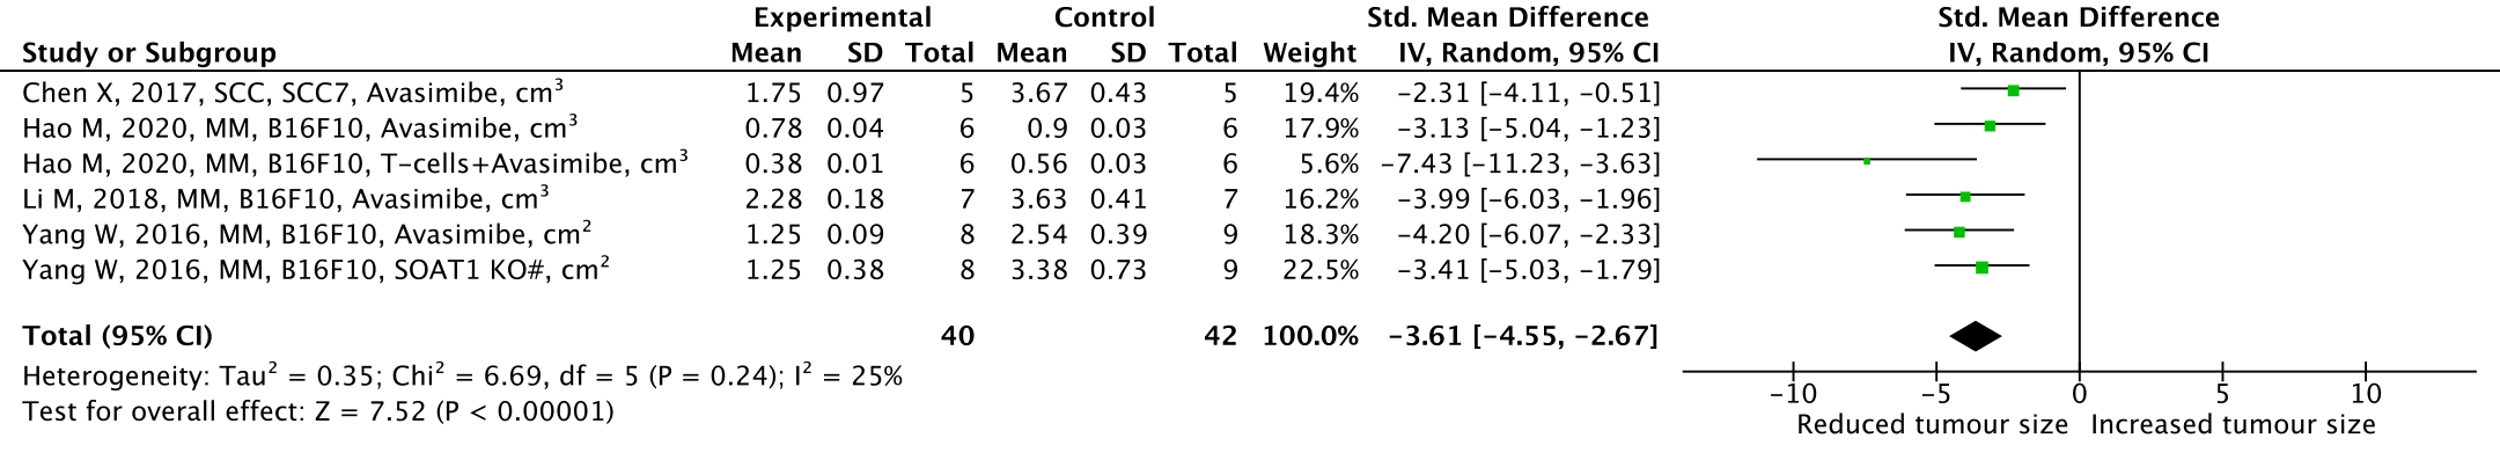 Experimental Control Std. Mean Difference Std. Mean Difference
Study or Subgroup Mean SD Total Mean SD Total Weight IV, Random, 95% CI IV, Random, 95% CI
Chen X, 2017, SCC, SCC7, Avasimibe, cm³ 1.75 0.97 5 3.67 0.43 5 19.4% −2.31 [−4.11, −0.51]
Hao M, 2020, MM, B16F10, Avasimibe, cm³ 0.78 0.04 6 0.9 0.03 6 17.9% −3.13 [−5.04, −1.23]
Hao M, 2020, MM, B16F10, T−cells+Avasimibe, cm³ 0.38 0.01 6 0.56 0.03 6 5.6% −7.43 [−11.23, −3.63]
Li M, 2018, MM, B16F10, Avasimibe, cm³ 2.28 0.18 7 3.63 0.41 7 16.2% −3.99 [−6.03, −1.96]
Yang W, 2016, MM, B16F10, Avasimibe, cm² 1.25 0.09 8 2.54 0.39 9 18.3% −4.20 [−6.07, −2.33]
Yang W, 2016, MM, B16F10, SOAT1 KO#, cm² 1.25 0.38 8 3.38 0.73 9 22.5% −3.41 [−5.03, −1.79]
Total (95% CI) 40 42 100.0% −3.61 [−4.55, −2.67]
Heterogeneity: Tau² = 0.35; Chi² = 6.69, df = 5 (P = 0.24); I² = 25%
Test for overall effect: Z = 7.52 (P < 0.00001)
−10 −5 0 5 10
Reduced tumour size Increased tumour size